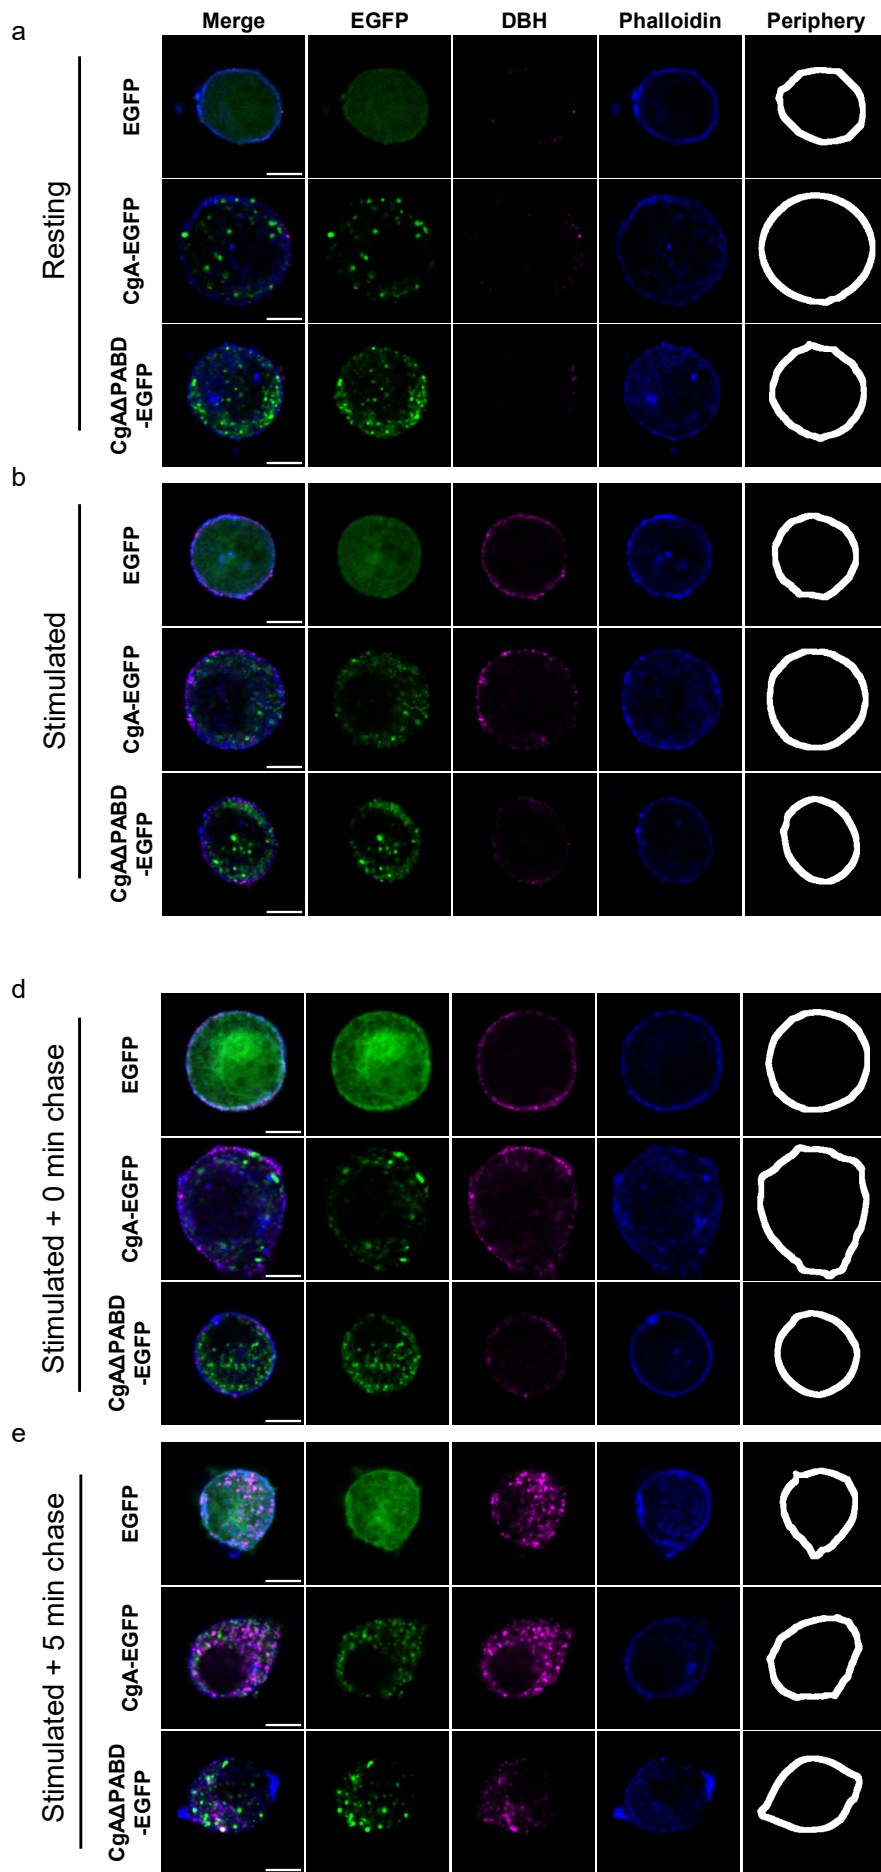 a
Merge EGFP DBH Phalloidin Periphery
Resting
EGFP
CgA-EGFP
CgAΔPABD
-EGFP
b
Stimulated
EGFP
CgA-EGFP
CgAΔPABD
-EGFP
d
Stimulated + 0 min chase
EGFP
CgA-EGFP
CgAΔPABD
-EGFP
e
Stimulated + 5 min chase
EGFP
CgA-EGFP
CgAΔPABD
-EGFP